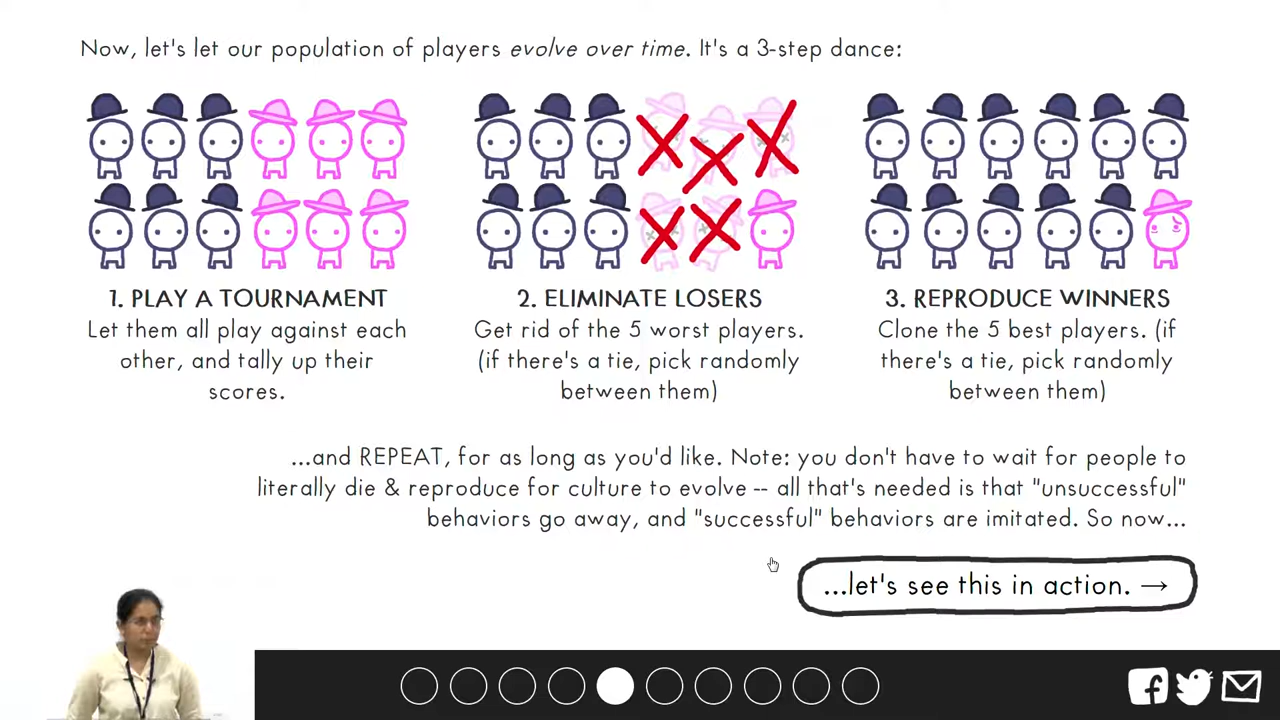 Now, let's let our population of players evolve over time. It's a 3-step dance:
1. PLAY A TOURNAMENT
Let them all play against each
other, and tally up their
scores.
2. ELIMINATE LOSERS
Get rid of the 5 worst players.
(if there's a tie, pick randomly
between them)
3. REPRODUCE WINNERS
Clone the 5 best players. (if
there's a tie, pick randomly
between them)
...and REPEAT, for as long as you'd like. Note: you don't have to wait for people to
literally die & reproduce for culture to evolve -- all that's needed is that "unsuccessful"
behaviors go away, and "successful" behaviors are imitated. So now...
...let's see this in action. →